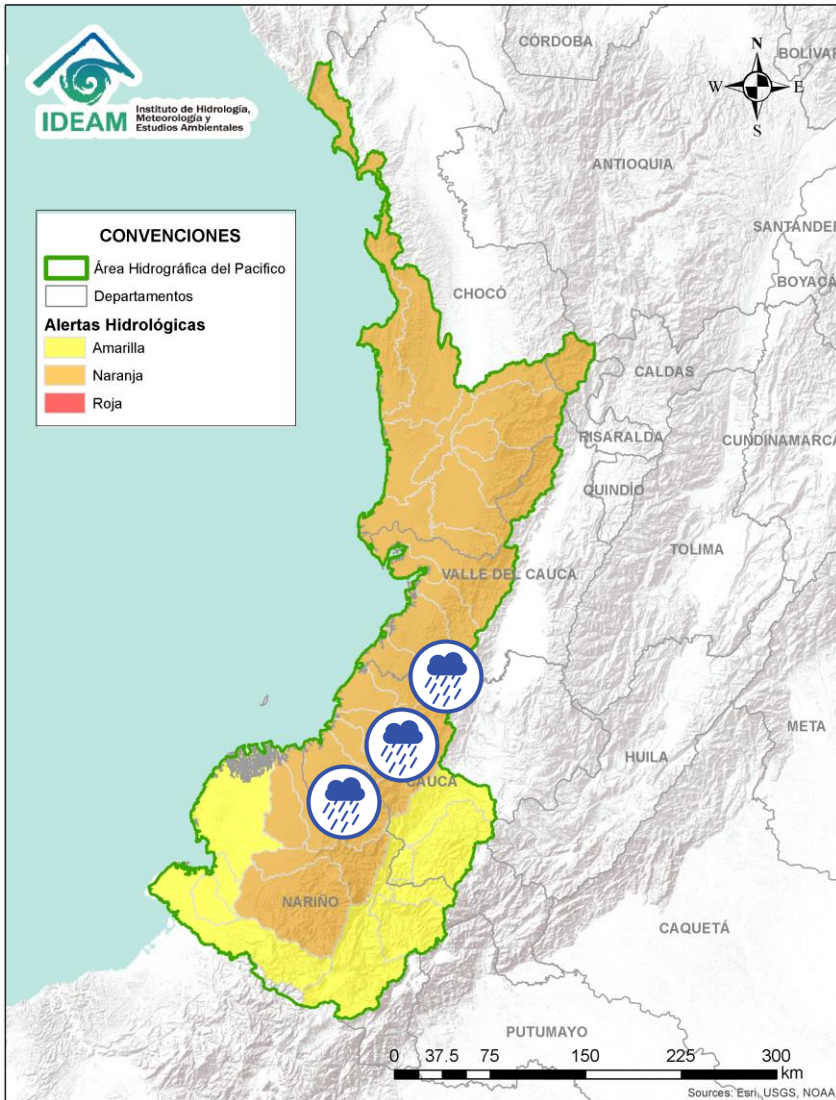 CÓRDOBA
BOLÍVAR
N
W
E
S
IDEAM
Instituto de Hidrología,
Meteorología y
Estudios Ambientales
ANTIOQUIA
SANTANDER
BOYACÁ
CONVENCIONES
Área Hidrográfica del Pacifico
Departamentos
Alertas Hidrológicas
Amarilla
Naranja
Roja
CHOCÓ
CALDAS
RISARALDA
CUNDINAMARCA
QUINDÍO
TOLIMA
VALLE DEL CAUCA
META
HUILA
CAUCA
NARIÑO
CAQUETÁ
PUTUMAYO
0 37.5 75 150 225 300
km
Sources: Esri, USGS, NOAA